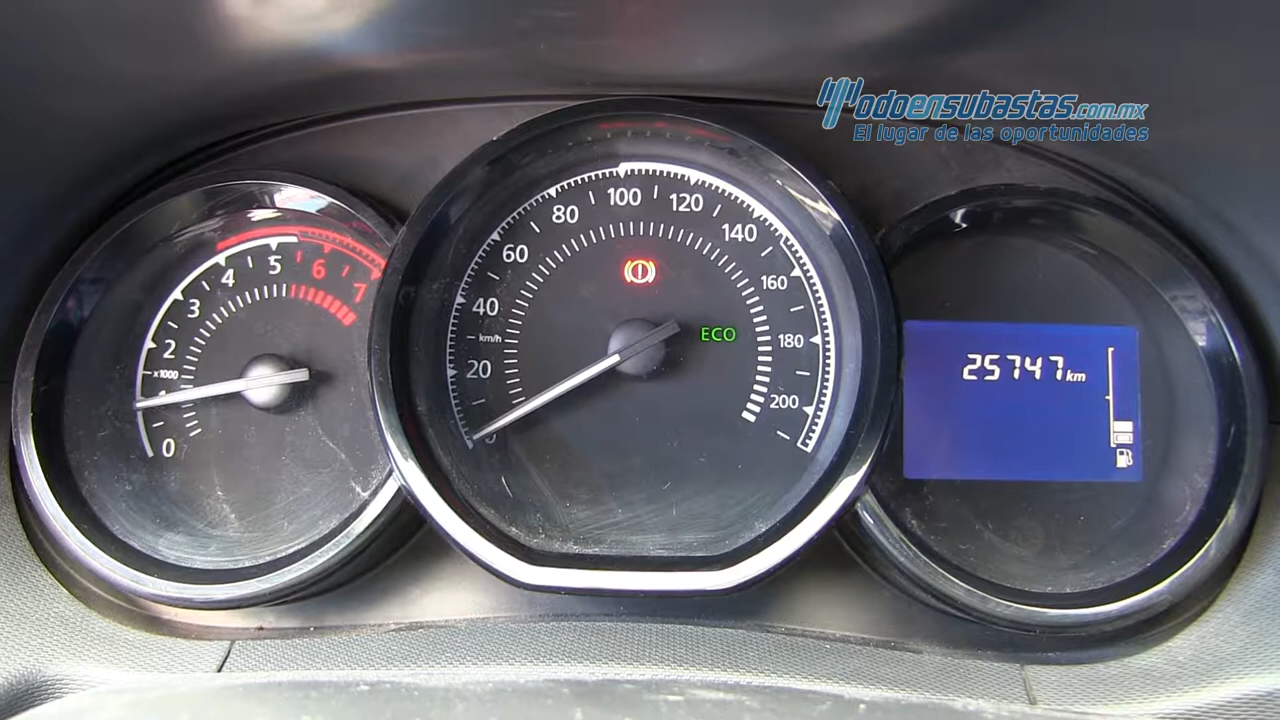 Todoensubastas.com.mx
El lugar de las oportunidades
0
2
3
4
5
6
7
x1000
20
40
60
80
100
120
140
160
180
200
km/h
ECO
25747 km